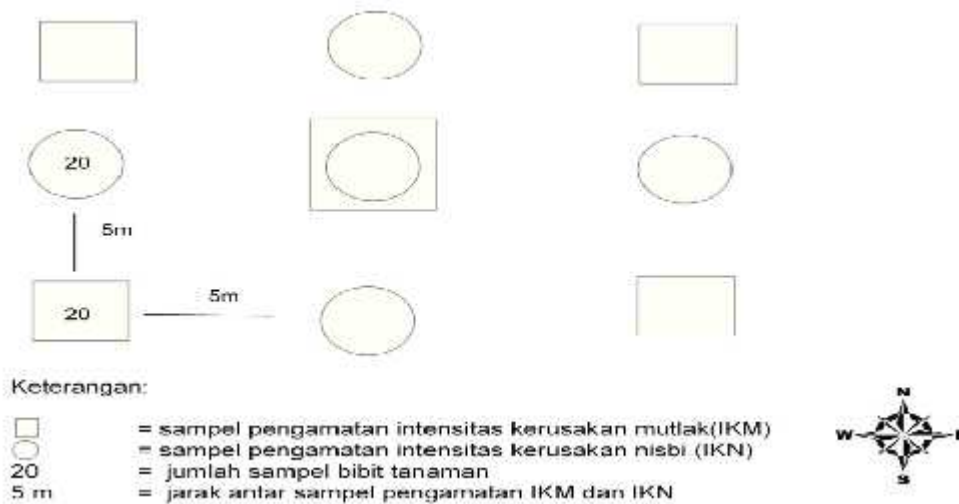 20
5m
5m
20
Keterangan:
= sampel pengamatan intensitas kerusakan mutlak(IKM)
= sampel pengamatan intensitas kerusakan nisbi (IKN)
20 = jumlah sampel bibit tanaman
5 m = jarak antar sampel pengamatan IKM dan IKN
N
W
S